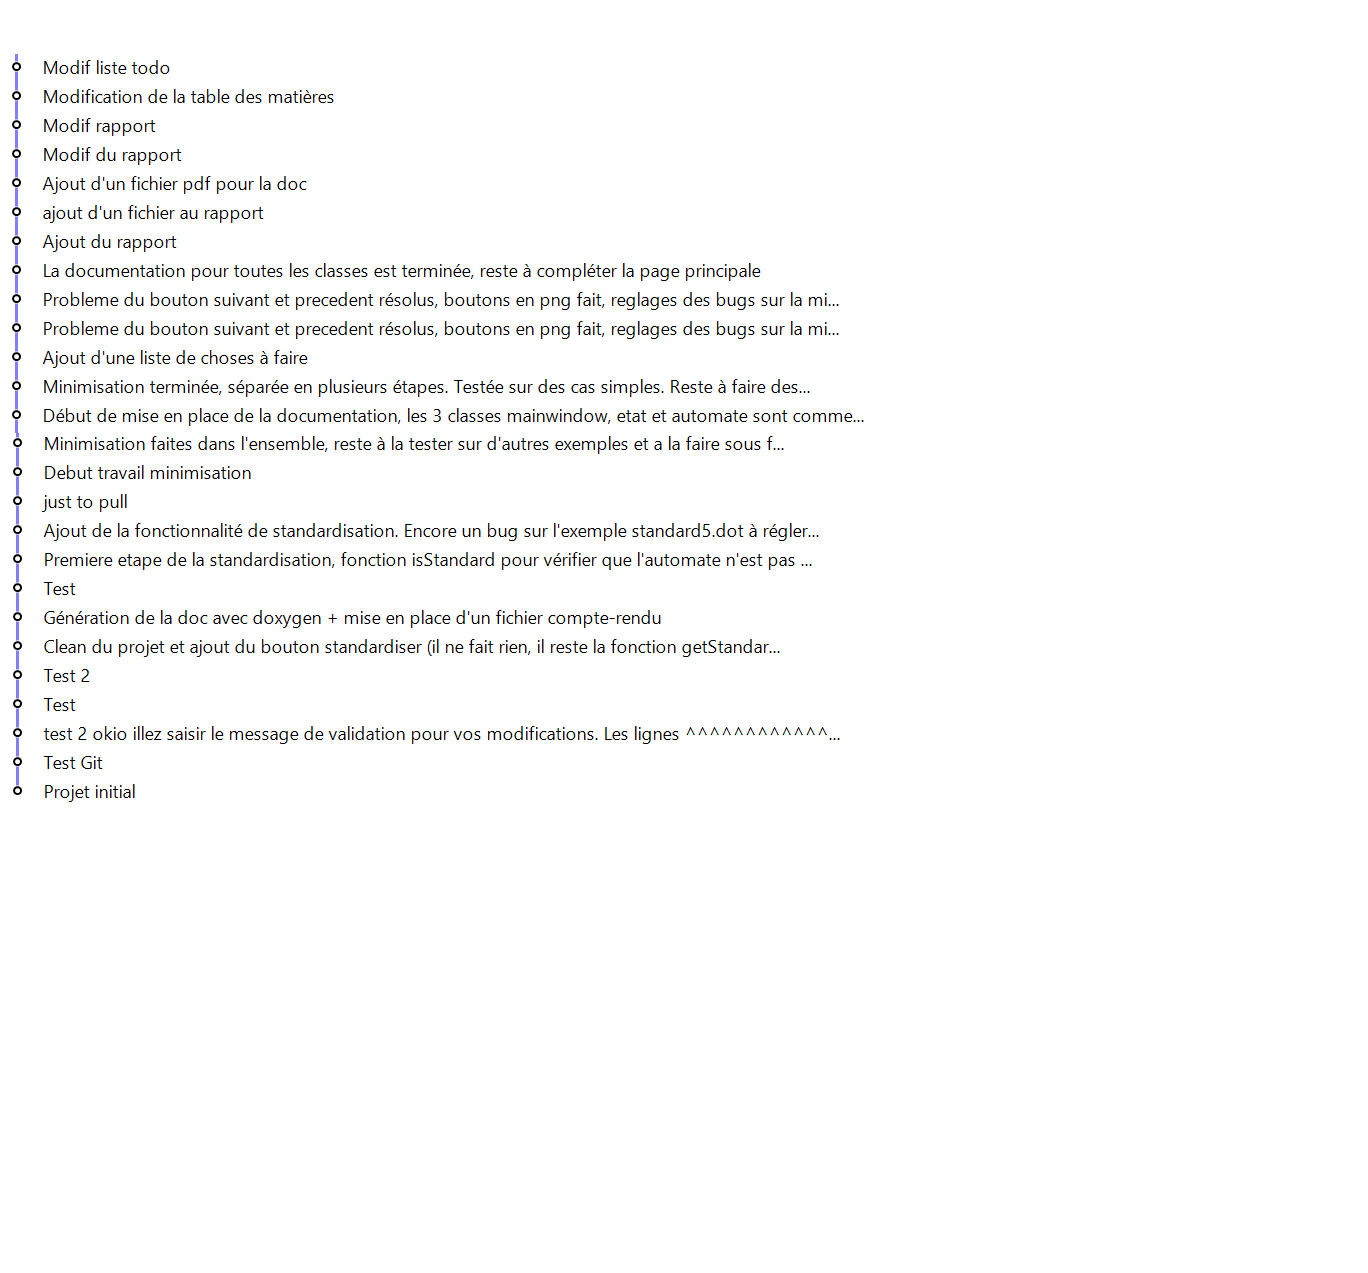 Modif liste todo
Modification de la table des matières
Modif rapport
Modif du rapport
Ajout d'un fichier pdf pour la doc
ajout d'un fichier au rapport
Ajout du rapport
La documentation pour toutes les classes est terminée, reste à compléter la page principale
Probleme du bouton suivant et precedent résolus, boutons en png fait, reglages des bugs sur la mi...
Probleme du bouton suivant et precedent résolus, boutons en png fait, reglages des bugs sur la mi...
Ajout d'une liste de choses à faire
Minimisation terminée, séparée en plusieurs étapes. Testée sur des cas simples. Reste à faire des...
Début de mise en place de la documentation, les 3 classes mainwindow, etat et automate sont comme...
Minimisation faites dans l'ensemble, reste à la tester sur d'autres exemples et a la faire sous f...
Debut travail minimisation
just to pull
Ajout de la fonctionnalité de standardisation. Encore un bug sur l'exemple standard5.dot à régler...
Premiere etape de la standardisation, fonction isStandard pour vérifier que l'automate n'est pas ...
Test
Génération de la doc avec doxygen + mise en place d'un fichier compte-rendu
Clean du projet et ajout du bouton standardiser (il ne fait rien, il reste la fonction getStandar...
Test 2
Test
test 2 okio illez saisir le message de validation pour vos modifications. Les lignes ^^^^^^^^^^^^...
Test Git
Projet initial